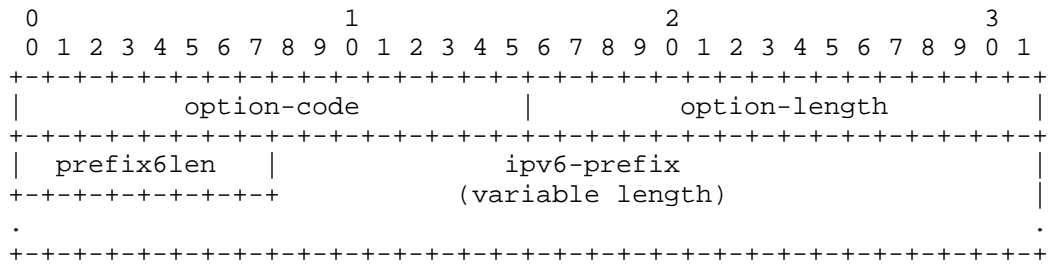 0                   1                   2                   3
 0 1 2 3 4 5 6 7 8 9 0 1 2 3 4 5 6 7 8 9 0 1 2 3 4 5 6 7 8 9 0 1
+-+-+-+-+-+-+-+-+-+-+-+-+-+-+-+-+-+-+-+-+-+-+-+-+-+-+-+-+-+-+-+-+
|          option-code          |         option-length         |
+-+-+-+-+-+-+-+-+-+-+-+-+-+-+-+-+-+-+-+-+-+-+-+-+-+-+-+-+-+-+-+-+
|  prefix6len   |              ipv6-prefix                      |
+-+-+-+-+-+-+-+-+           (variable length)                   |
.                                                               .
+-+-+-+-+-+-+-+-+-+-+-+-+-+-+-+-+-+-+-+-+-+-+-+-+-+-+-+-+-+-+-+-+